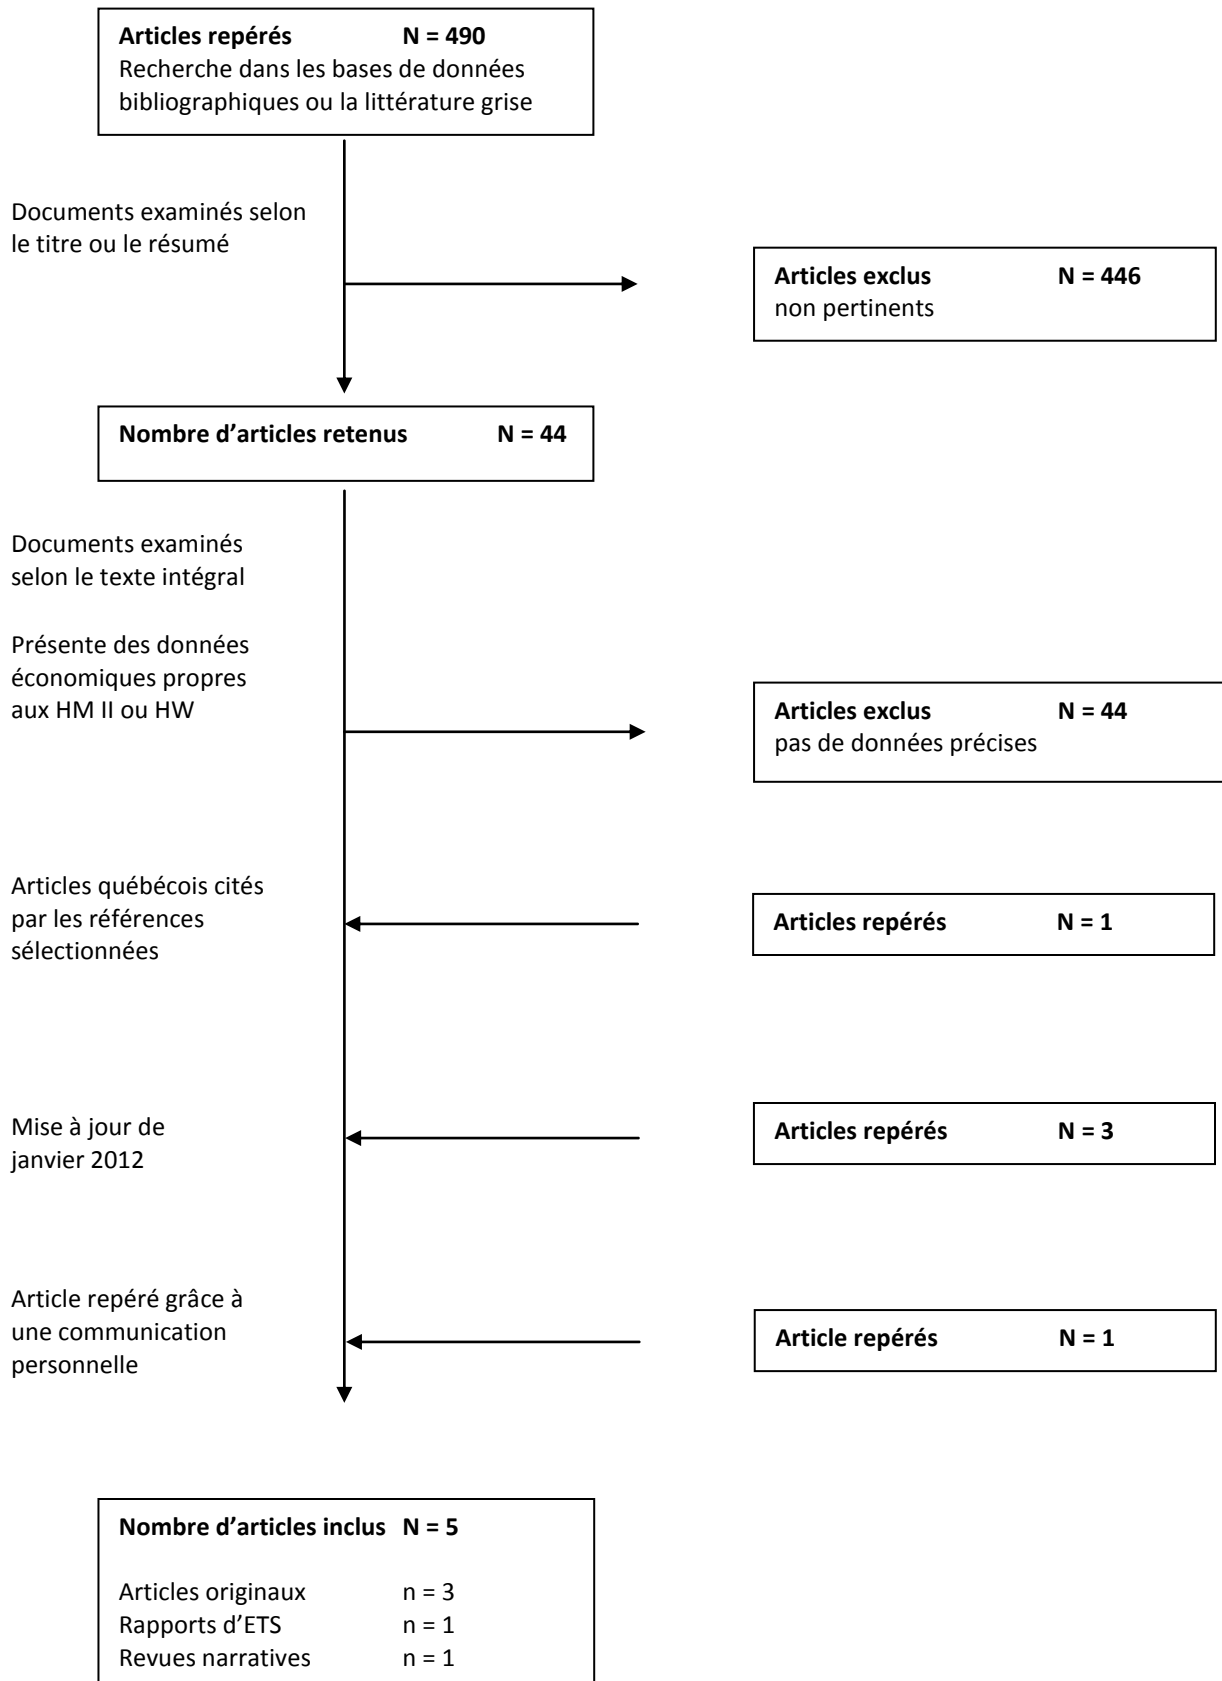 Articles repérés N = 490
Recherche dans les bases de données
bibliographiques ou la littérature grise
Documents examinés selon
le titre ou le résumé
Articles exclus N = 446
non pertinents
Nombre d’articles retenus N = 44
Documents examinés
selon le texte intégral
Présente des données
économiques propres
aux HM II ou HW
Articles exclus N = 44
pas de données précises
Articles québécois cités
par les références
sélectionnées
Articles repérés N = 1
Mise à jour de
janvier 2012
Articles repérés N = 3
Article repéré grâce à
une communication
personnelle
Article repérés N = 1
Nombre d’articles inclus N = 5
Articles originaux n = 3
Rapports d’ETS n = 1
Revues narratives n = 1